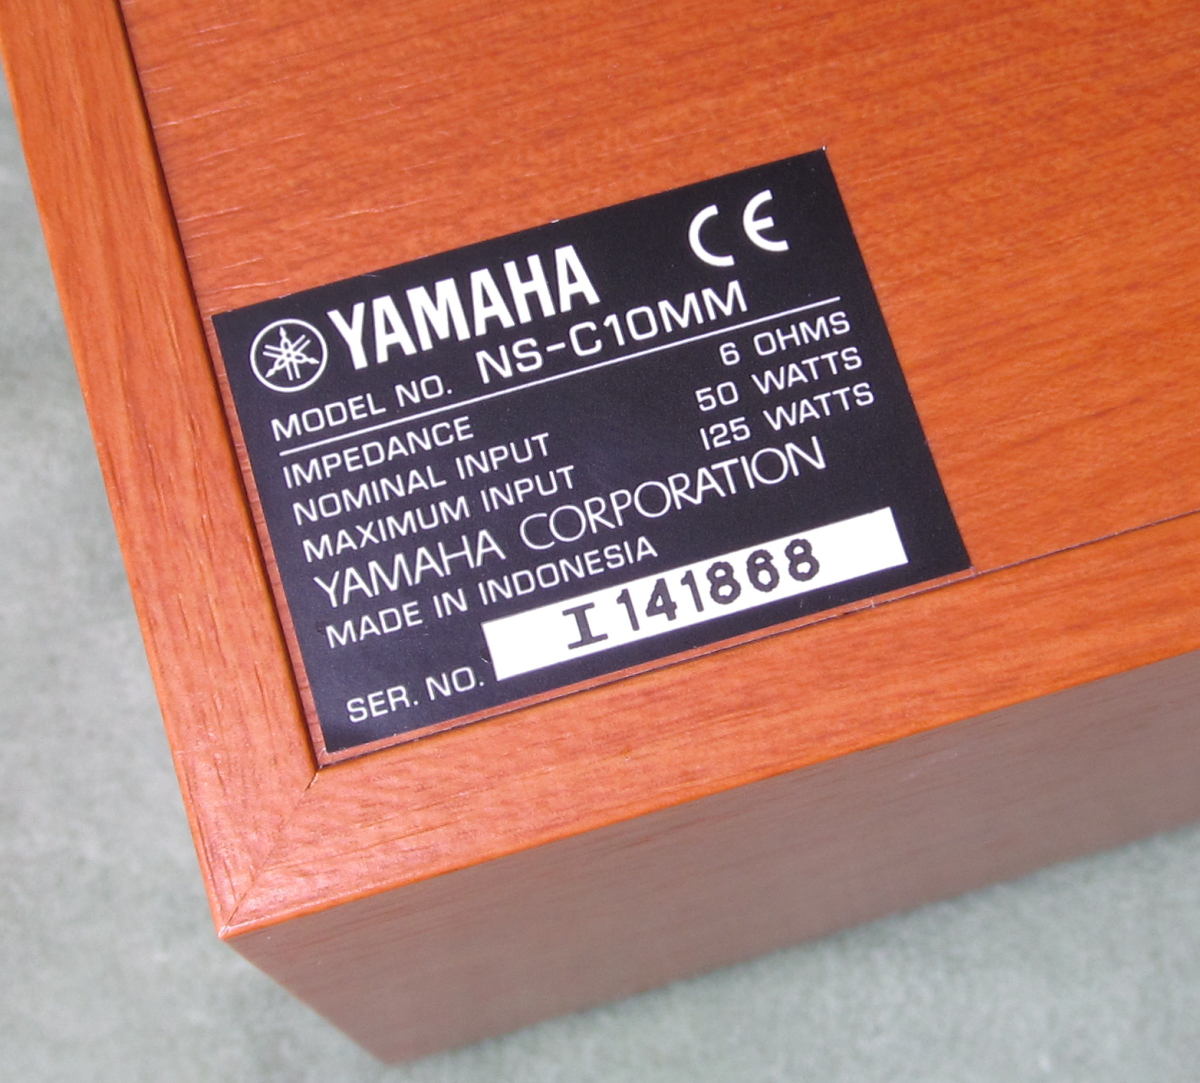 YAMAHA CE
MODEL NO. NS-C10MM
IMPEDANCE 6 OHMS
NOMINAL INPUT 50 WATTS
MAXIMUM INPUT 125 WATTS
YAMAHA CORPORATION
MADE IN INDONESIA
SER. NO. I141868